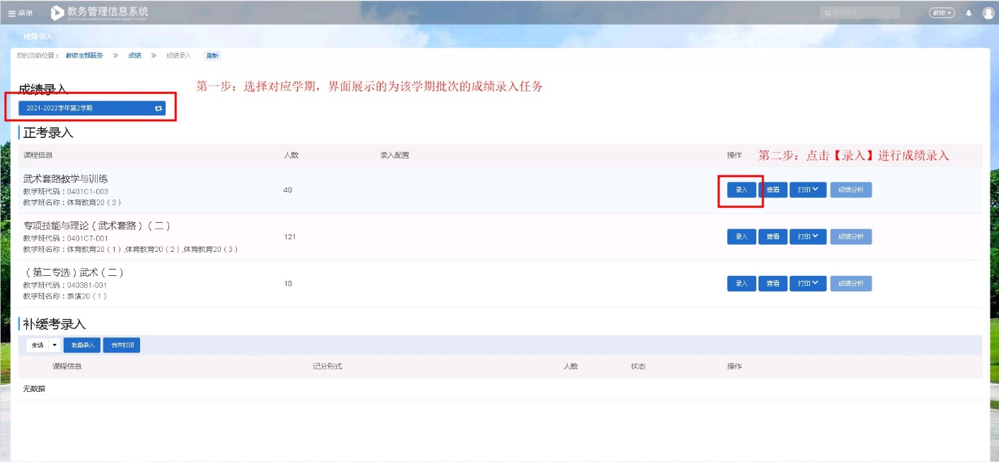 菜单
教务管理信息系统
教师
成绩录入
您的当前位置： 教师全部服务 》 成绩 》 成绩录入 刷新
成绩录入
第一步：选择对应学期，界面展示的为该学期批次的成绩录入任务
2021-2022学年第2学期
正考录入
课程信息 人数 录入配置 操作
第二步：点击【录入】进行成绩录入
武术套路教学与训练
教学班代码：0401C1-003
教学班名称：体育教育20（3）
40
录入 查看 打印 成绩分析
专项技能与理论（武术套路）（二）
教学班代码：0401C7-001
教学班名称：体育教育20（1）,体育教育20（2）,体育教育20（3）
121
录入 查看 打印 成绩分析
（第二专选）武术（二）
教学班代码：040381-001
教学班名称：表演20（1）
10
录入 查看 打印 成绩分析
补缓考录入
全选 批量录入 合并打印
课程信息 记分形式 人数 状态 操作
无数据